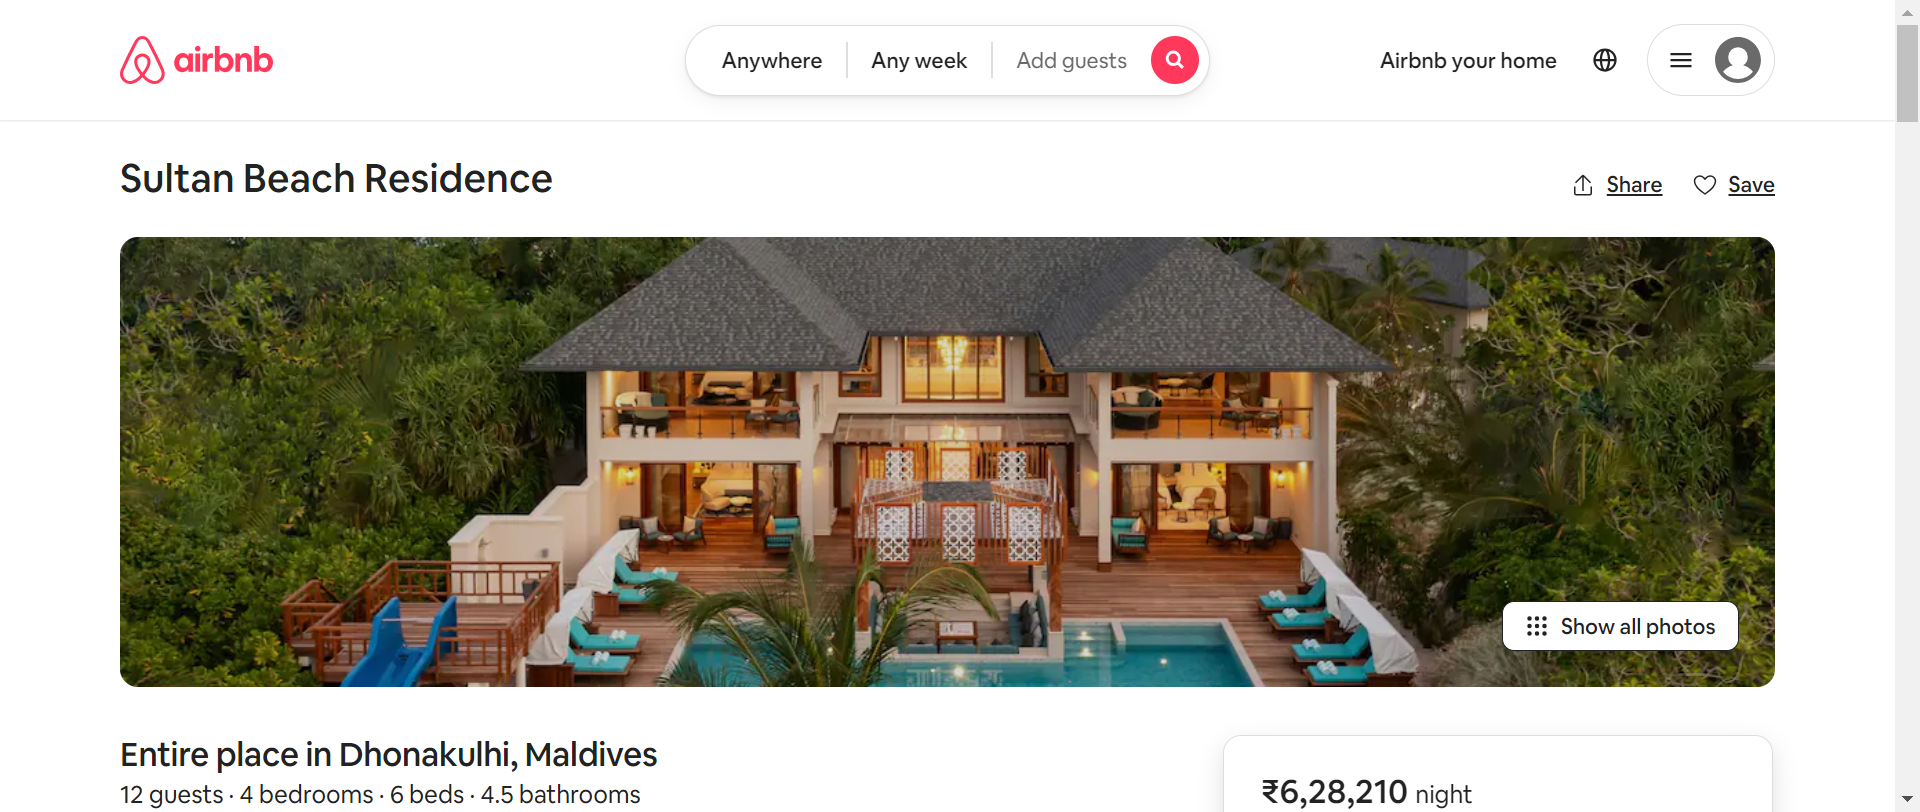 airbnb
Anywhere
Any week
Add guests
Airbnb your home
Sultan Beach Residence
Share
Save
Show all photos
Entire place in Dhonakulhi, Maldives
12 guests · 4 bedrooms · 6 beds · 4.5 bathrooms
₹6,28,210 night